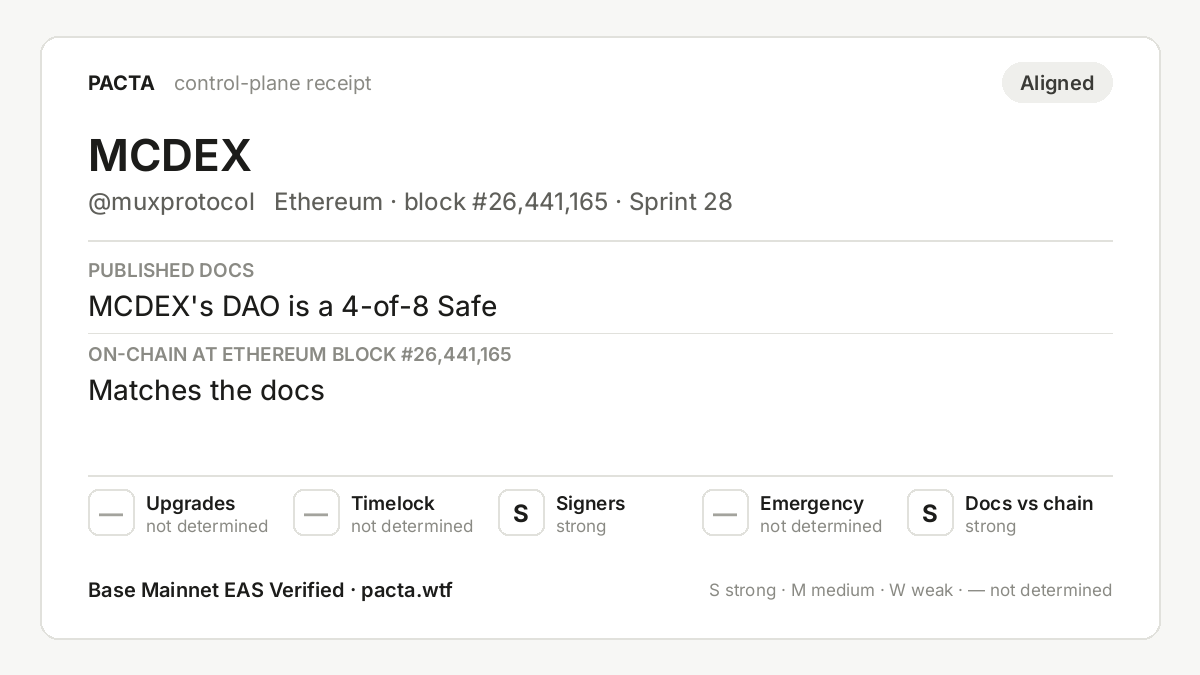 PACTA control-plane receipt Aligned
MCDEX
@muxprotocol Ethereum · block #26,441,165 · Sprint 28
PUBLISHED DOCS
MCDEX's DAO is a 4-of-8 Safe
ON-CHAIN AT ETHEREUM BLOCK #26,441,165
Matches the docs
— Upgrades — Timelock S Signers — Emergency S Docs vs chain
not determined not determined strong not determined strong
Base Mainnet EAS Verified · pacta.wtf S strong · M medium · W weak · — not determined